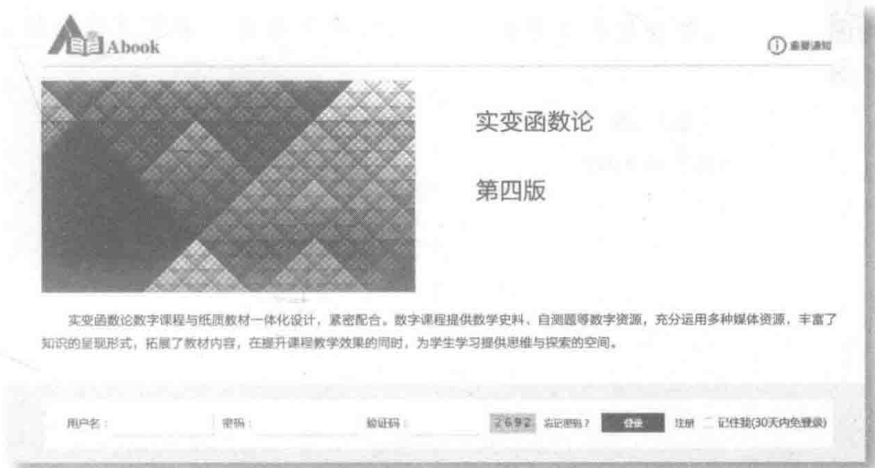 Abook
重要通知
实变函数论
第四版
实变函数论数字课程与纸质教材一体化设计，紧密配合。数字课程提供数学史料、自测题等数字资源，充分运用多种媒体资源，丰富了
知识的呈现形式，拓展了教材内容，在提升课程教学效果的同时，为学生学习提供思维与探索的空间。
用户名： 密码： 验证码： 2692 忘记密码？ 登录 注册 记住我(30天内免登录)